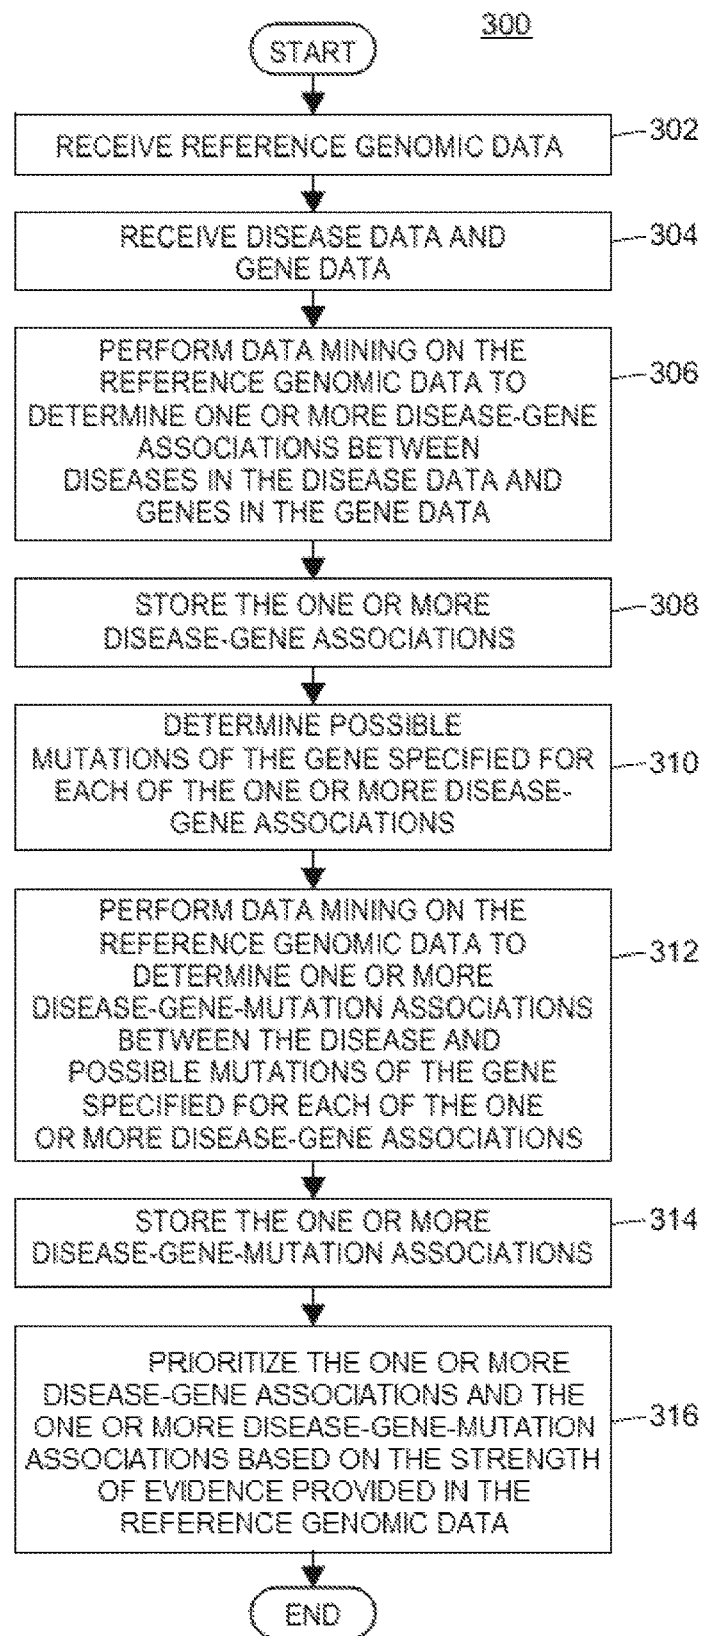 300
START
RECEIVE REFERENCE GENOMIC DATA
302
RECEIVE DISEASE DATA AND
GENE DATA
304
PERFORM DATA MINING ON THE
REFERENCE GENOMIC DATA TO
DETERMINE ONE OR MORE DISEASE-GENE
ASSOCIATIONS BETWEEN
DISEASES IN THE DISEASE DATA AND
GENES IN THE GENE DATA
306
STORE THE ONE OR MORE
DISEASE-GENE ASSOCIATIONS
308
DETERMINE POSSIBLE
MUTATIONS OF THE GENE SPECIFIED FOR
EACH OF THE ONE OR MORE DISEASE-
GENE ASSOCIATIONS
310
PERFORM DATA MINING ON THE
REFERENCE GENOMIC DATA TO
DETERMINE ONE OR MORE
DISEASE-GENE-MUTATION ASSOCIATIONS
BETWEEN THE DISEASE AND
POSSIBLE MUTATIONS OF THE GENE
SPECIFIED FOR EACH OF THE ONE
OR MORE DISEASE-GENE ASSOCIATIONS
312
STORE THE ONE OR MORE
DISEASE-GENE-MUTATION ASSOCIATIONS
314
PRIORITIZE THE ONE OR MORE
DISEASE-GENE ASSOCIATIONS AND THE
ONE OR MORE DISEASE-GENE-MUTATION
ASSOCIATIONS BASED ON THE STRENGTH
OF EVIDENCE PROVIDED IN THE
REFERENCE GENOMIC DATA
316
END